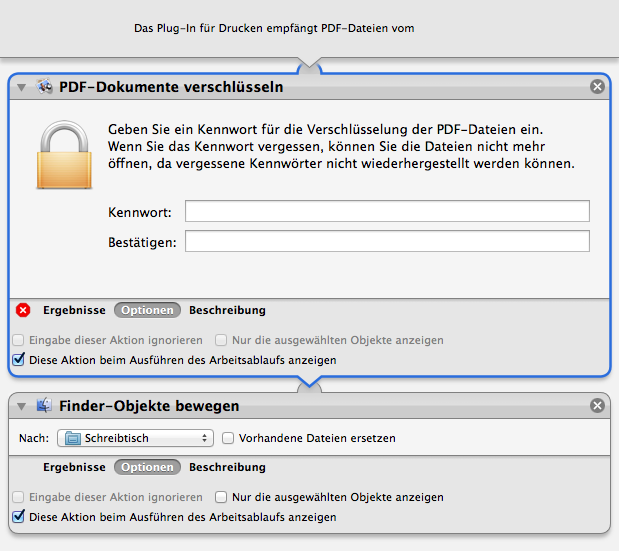 Das Plug-In für Drucken empfängt PDF-Dateien vom
PDF-Dokumente verschlüsseln
Geben Sie ein Kennwort für die Verschlüsselung der PDF-Dateien ein.
Wenn Sie das Kennwort vergessen, können Sie die Dateien nicht mehr
öffnen, da vergessene Kennwörter nicht wiederhergestellt werden können.
Kennwort:
Bestätigen:
Ergebnisse Optionen Beschreibung
Eingabe dieser Aktion ignorieren Nur die ausgewählten Objekte anzeigen
Diese Aktion beim Ausführen des Arbeitsablaufs anzeigen
Finder-Objekte bewegen
Nach: Schreibtisch Vorhandene Dateien ersetzen
Ergebnisse Optionen Beschreibung
Eingabe dieser Aktion ignorieren Nur die ausgewählten Objekte anzeigen
Diese Aktion beim Ausführen des Arbeitsablaufs anzeigen